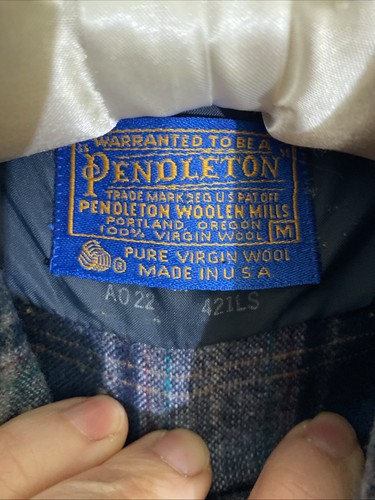 "WARRANTED TO BE A
PENDLETON"
TRADE MARK REG U S PAT. OFF
PENDLETON WOOLEN MILLS
PORTLAND, OREGON
100% VIRGIN WOOL M
® PURE VIRGIN WOOL
MADE IN U S A
A0 22 421LS